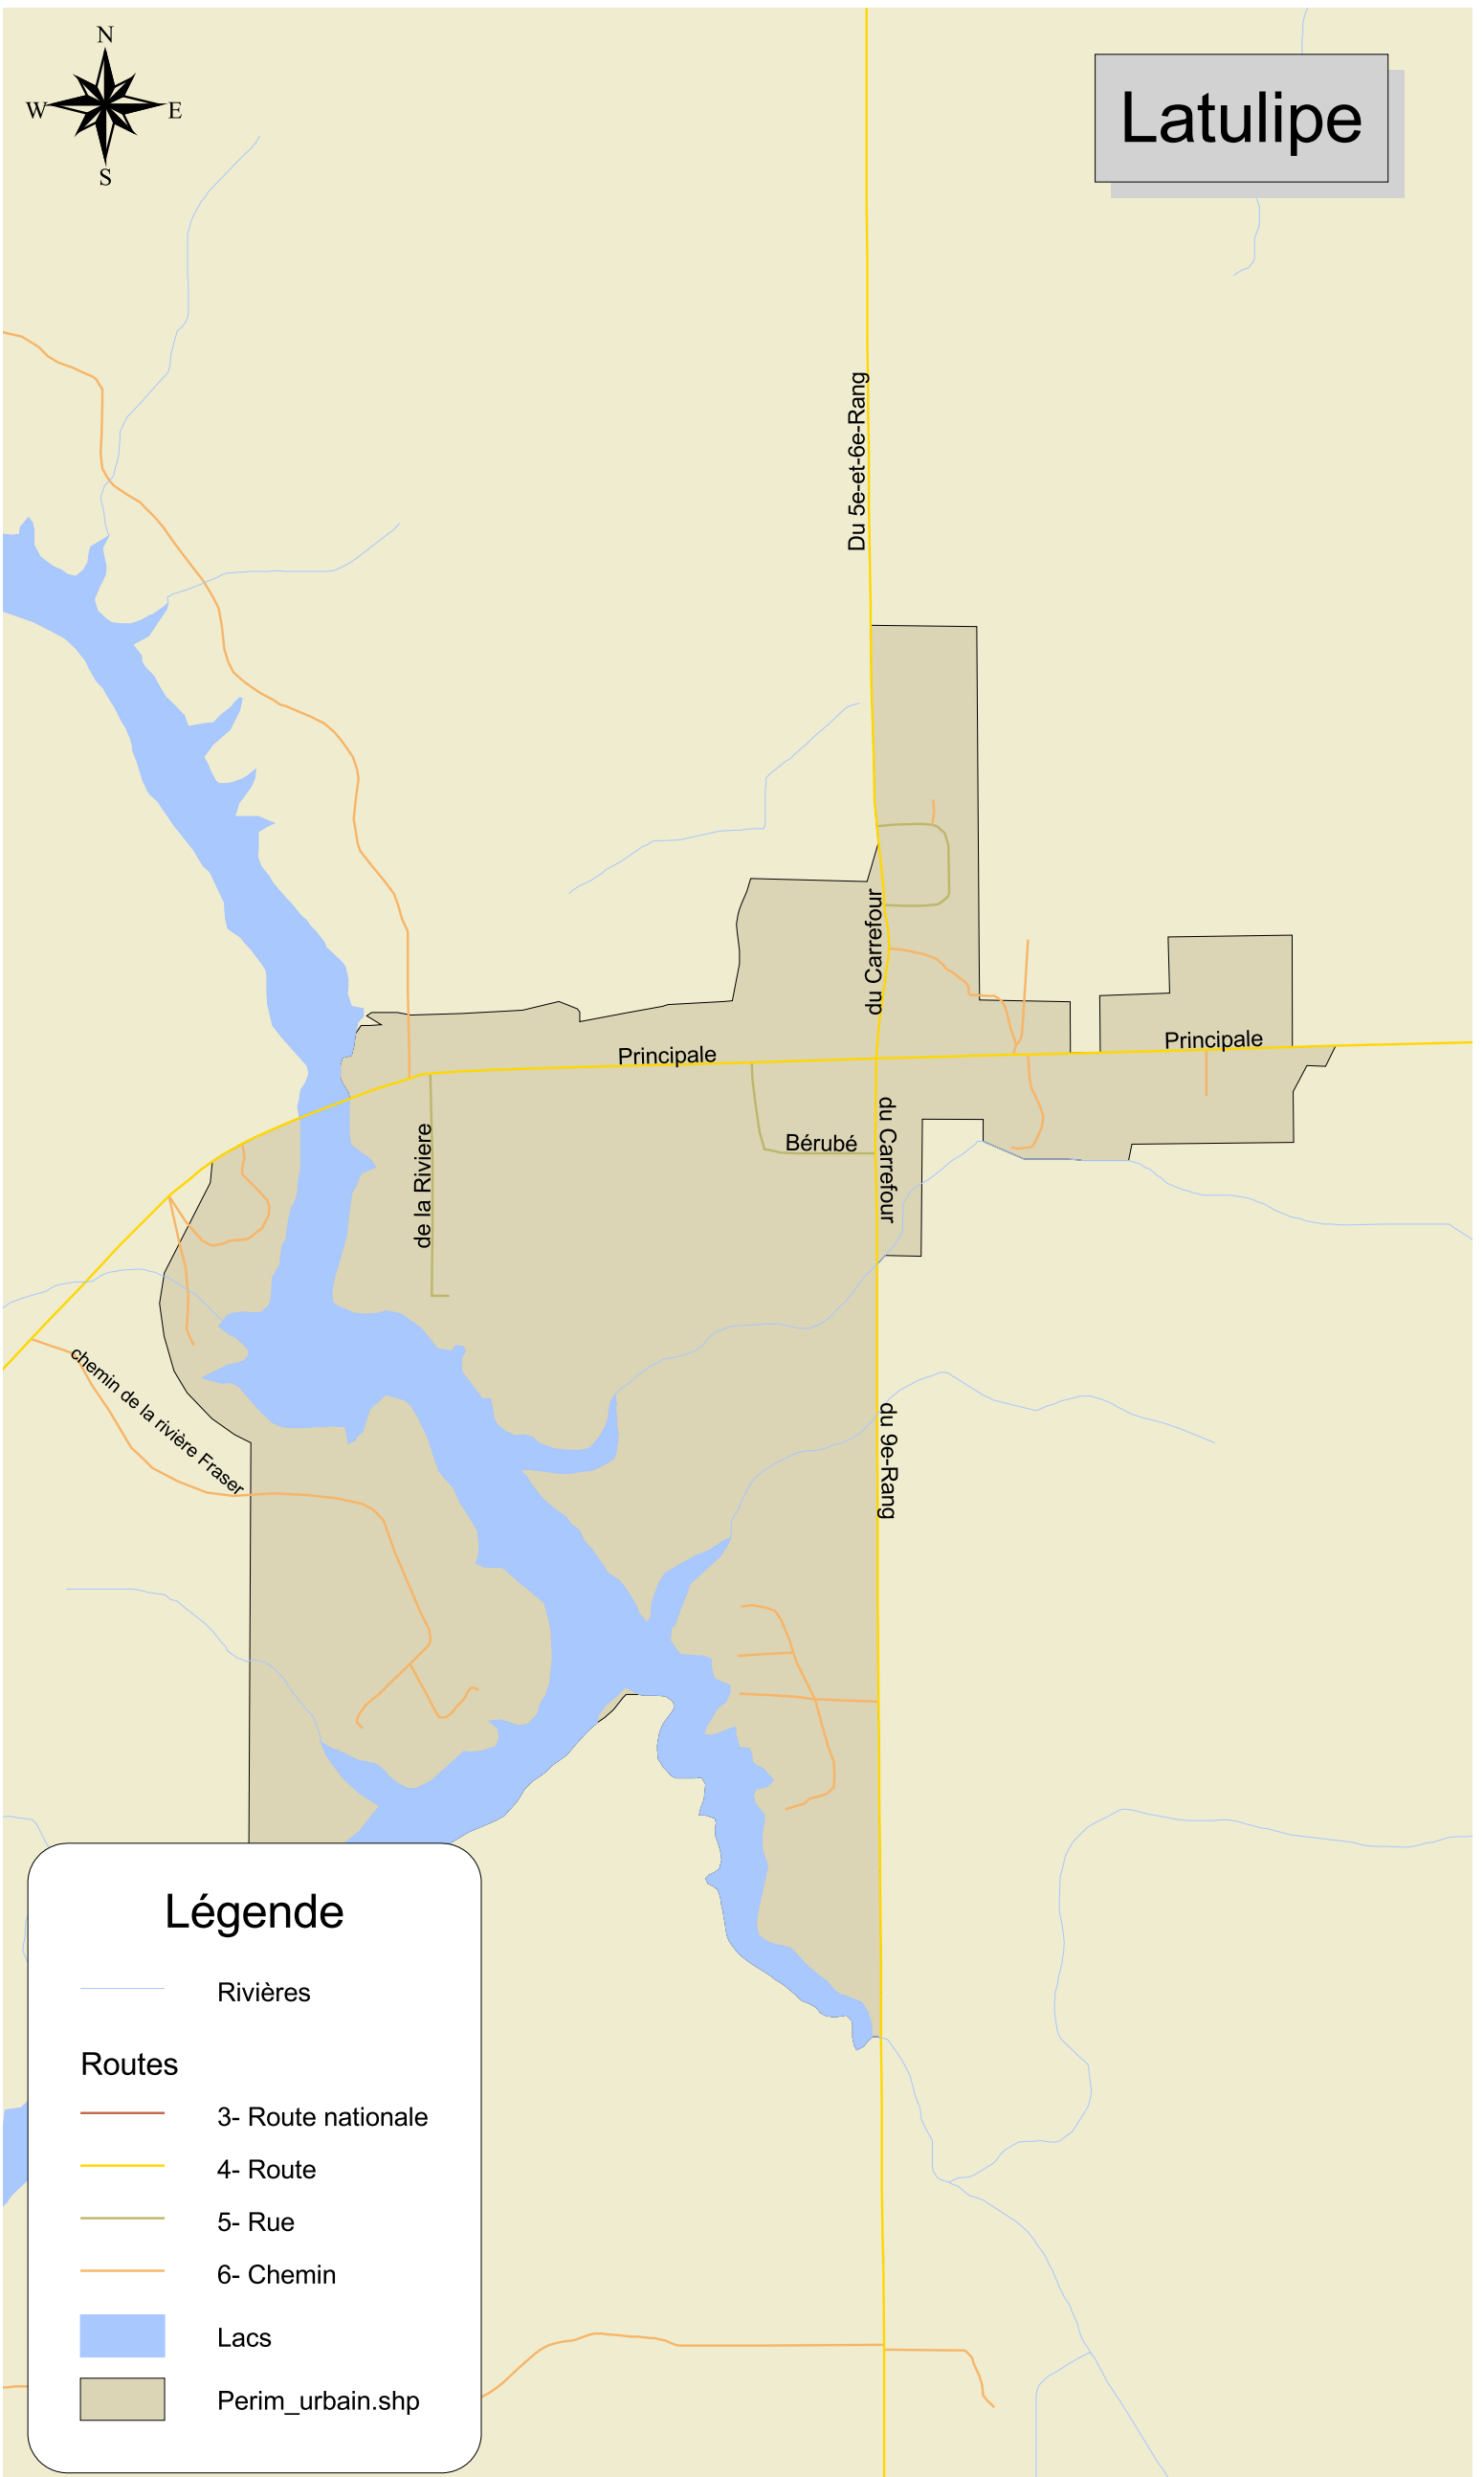 N
W E
S
Latulipe
Du 5e-et-6e-Rang
du Carrefour
Principale
Principale
du Carrefour
Bérubé
de la Riviere
chemin de la rivière Fraser
du 9e-Rang
Légende
Rivières
Routes
3- Route nationale
4- Route
5- Rue
6- Chemin
Lacs
Perim_urbain.shp